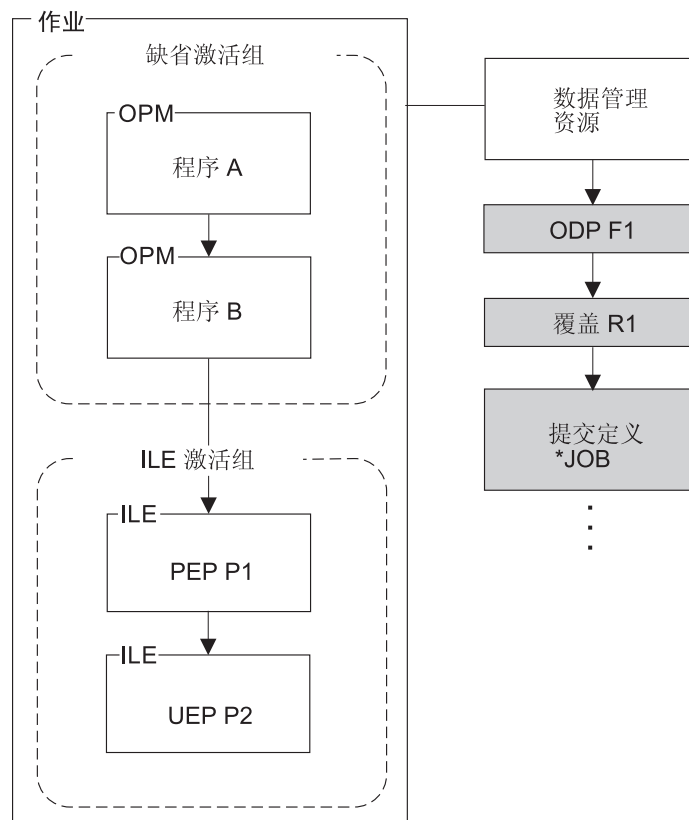 作业
缺省激活组
OPM
程序 A
OPM
程序 B
ILE 激活组
ILE
PEP P1
ILE
UEP P2
数据管理
资源
ODP F1
覆盖 R1
提交定义
*JOB